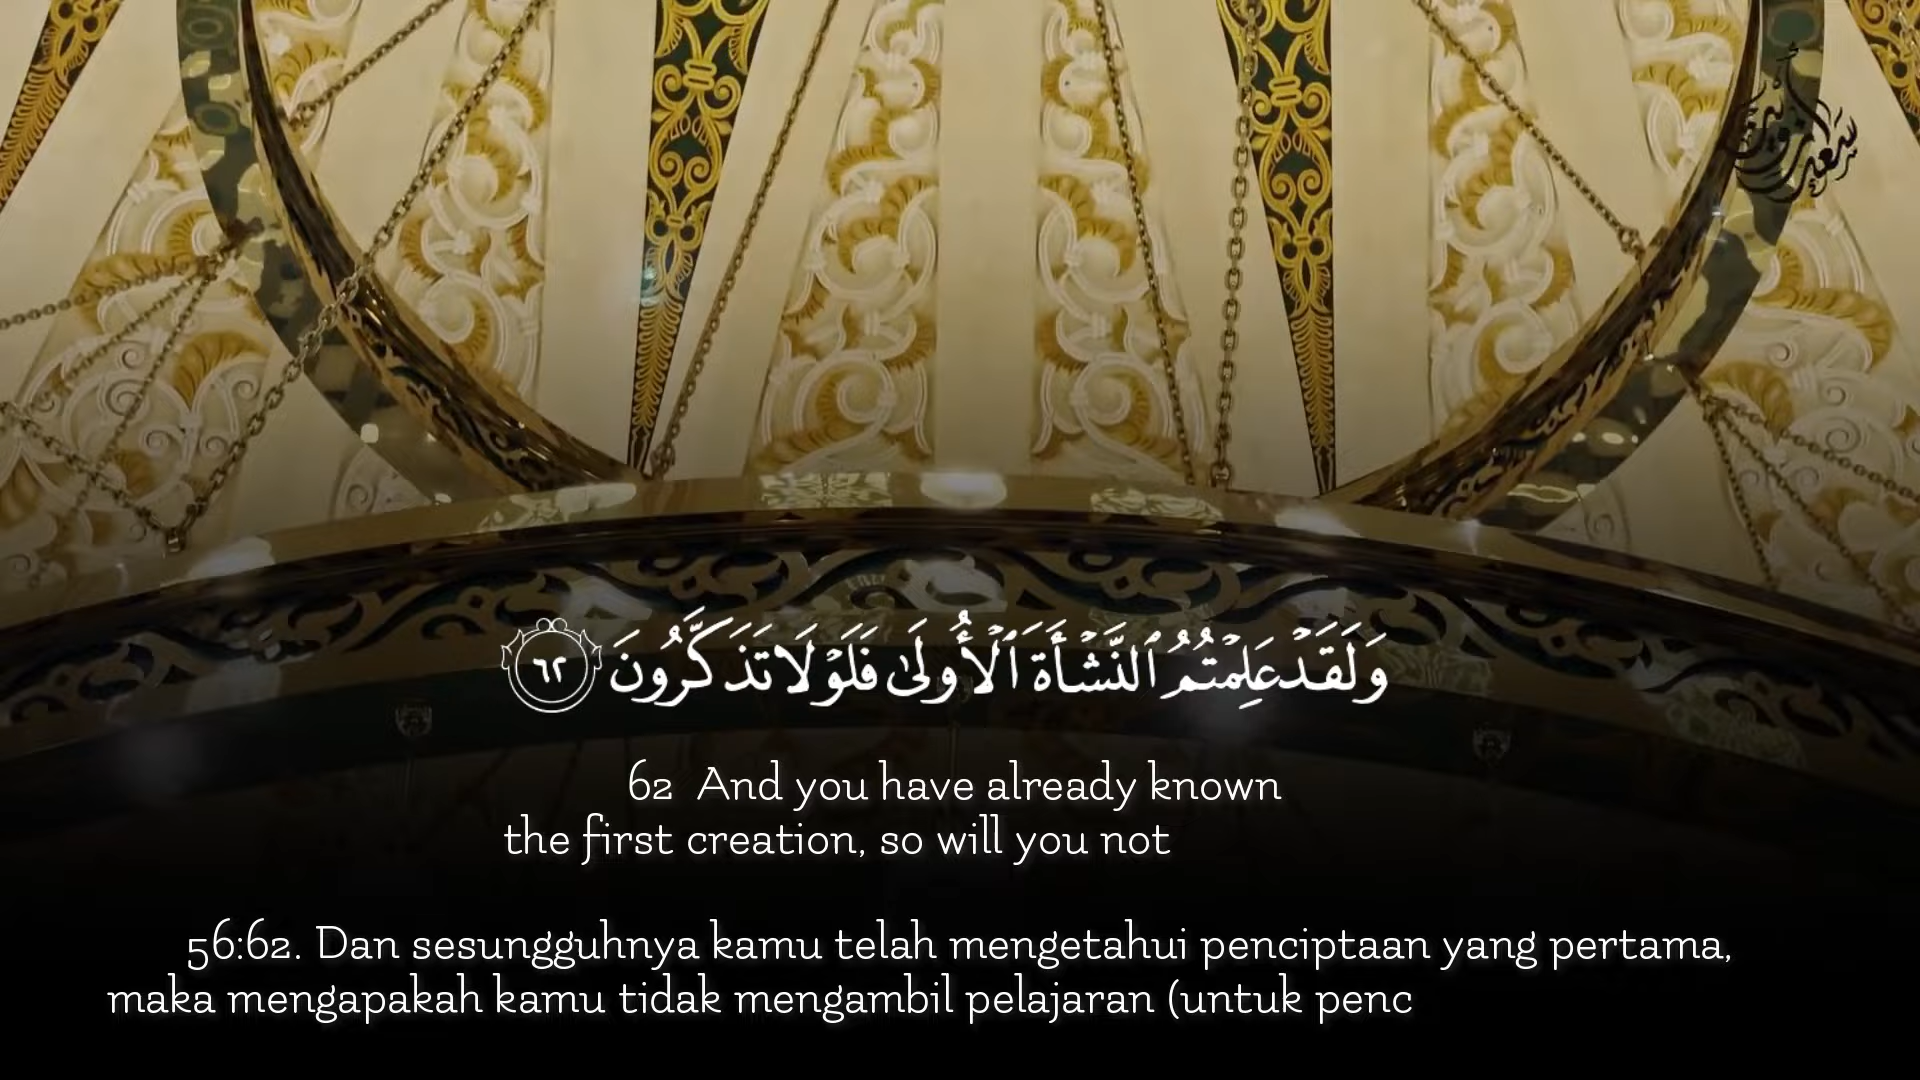 وَلَقَدْ عَلِمْتُمُ ٱلنَّشْأَةَ ٱلْأُولَىٰ فَلَوْلَا تَذَكَّرُونَ ٦٢
62 And you have already known
the first creation, so will you not
56:62. Dan sesungguhnya kamu telah mengetahui penciptaan yang pertama,
maka mengapakah kamu tidak mengambil pelajaran (untuk penc